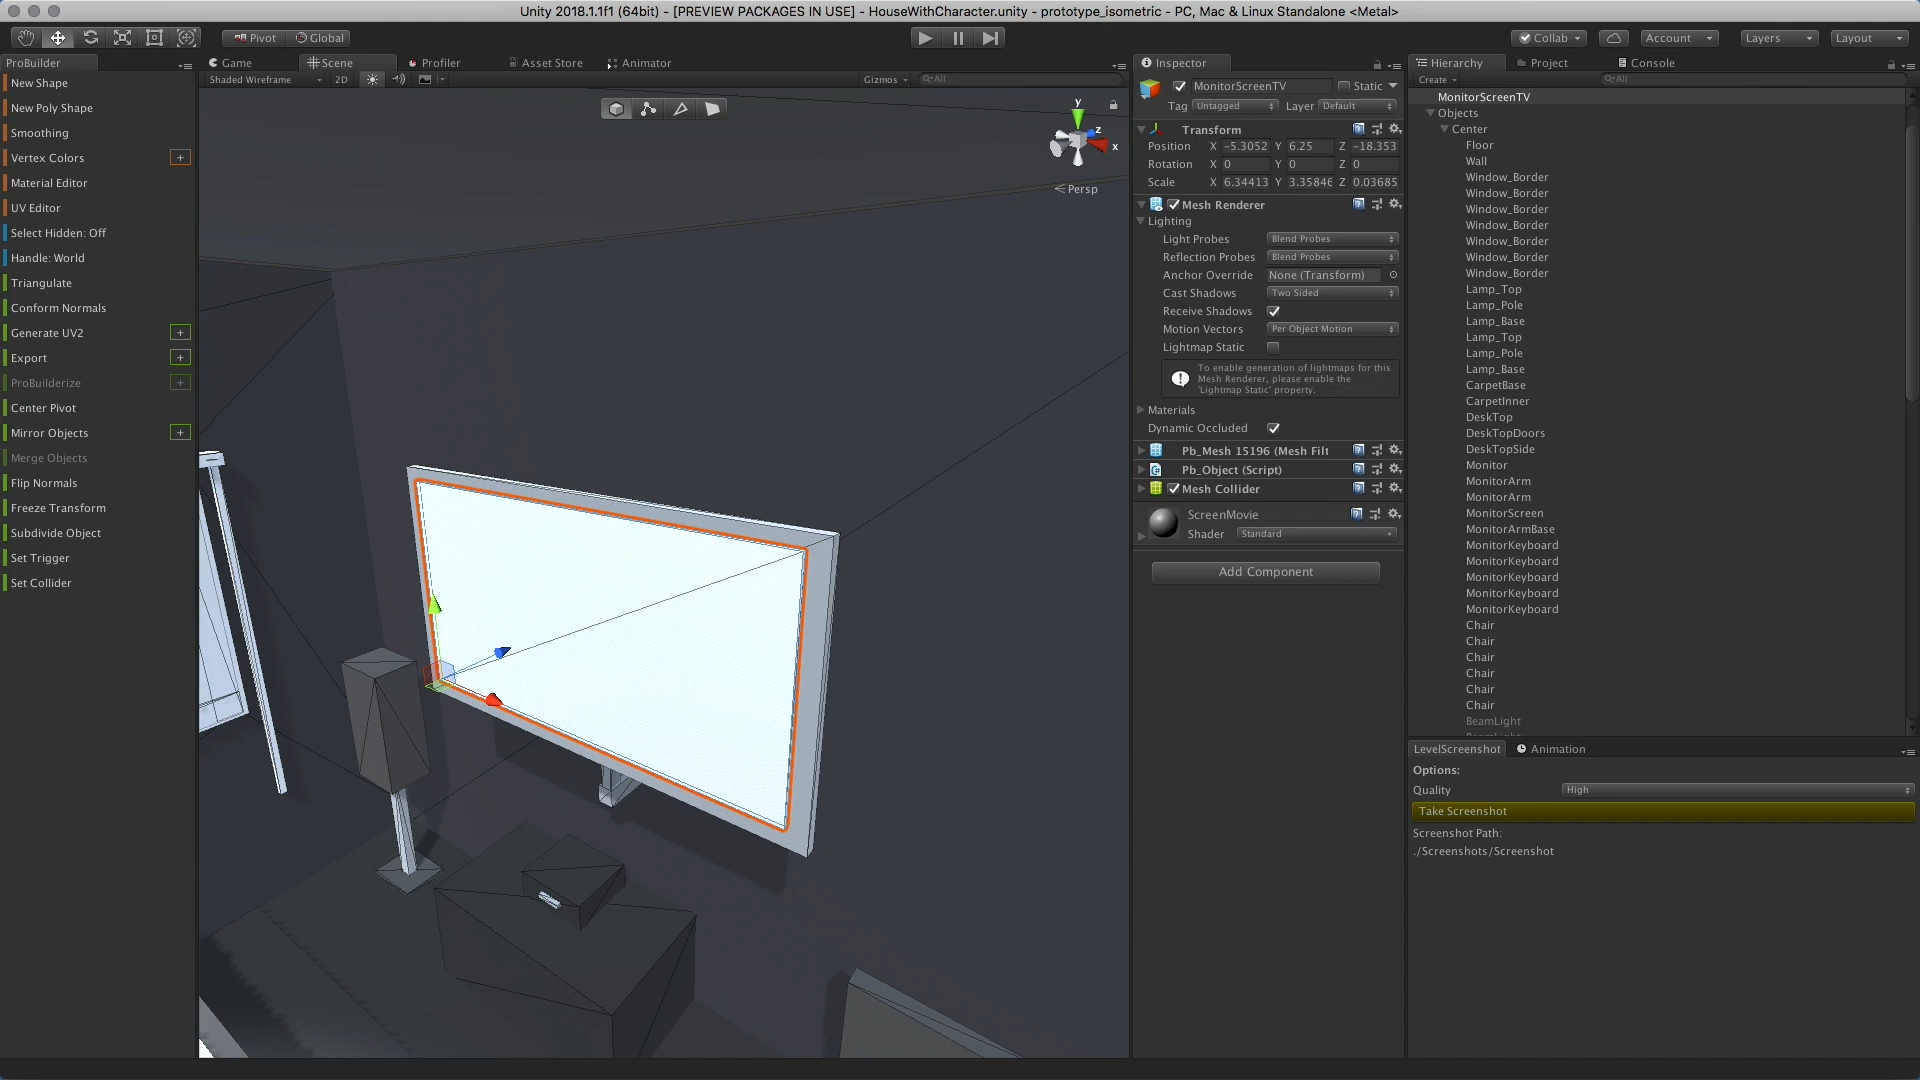 Unity 2018.1.1f1 (64bit) - [PREVIEW PACKAGES IN USE] - HouseWithCharacter.unity - prototype_isometric - PC, Mac & Linux Standalone <Metal>
Pivot Global Collab Account Layers Layout
ProBuilder
New Shape
New Poly Shape
Smoothing
Vertex Colors +
Material Editor
UV Editor
Select Hidden: Off
Handle: World
Triangulate
Conform Normals
Generate UV2 +
Export +
ProBuilderize +
Center Pivot
Mirror Objects +
Merge Objects
Flip Normals
Freeze Transform
Subdivide Object
Set Trigger
Set Collider
Game Scene Profiler Asset Store Animator
Shaded Wireframe 2D Gizmos All
y
z
x
Persp
Inspector
MonitorScreenTV Static
Tag Untagged Layer Default
Transform
Position X -5.3052 Y 6.25 Z -18.353
Rotation X 0 Y 0 Z 0
Scale X 6.34413 Y 3.35846 Z 0.03685
Mesh Renderer
Lighting
Light Probes Blend Probes
Reflection Probes Blend Probes
Anchor Override None (Transform)
Cast Shadows Two Sided
Receive Shadows
Motion Vectors Per Object Motion
Lightmap Static
To enable generation of lightmaps for this
Mesh Renderer, please enable the
'Lightmap Static' property.
Materials
Dynamic Occluded
Pb_Mesh 15196 (Mesh Filt
Pb_Object (Script)
Mesh Collider
ScreenMovie
Shader Standard
Add Component
Hierarchy Project Console
Create All
MonitorScreenTV
Objects
Center
Floor
Wall
Window_Border
Window_Border
Window_Border
Window_Border
Window_Border
Window_Border
Window_Border
Lamp_Top
Lamp_Pole
Lamp_Base
Lamp_Top
Lamp_Pole
Lamp_Base
CarpetBase
CarpetInner
DeskTop
DeskTopDoors
DeskTopSide
Monitor
MonitorArm
MonitorArm
MonitorScreen
MonitorArmBase
MonitorKeyboard
MonitorKeyboard
MonitorKeyboard
MonitorKeyboard
MonitorKeyboard
Chair
Chair
Chair
Chair
Chair
Chair
BeamLight
LevelScreenshot Animation
Options:
Quality High
Take Screenshot
Screenshot Path:
./Screenshots/Screenshot